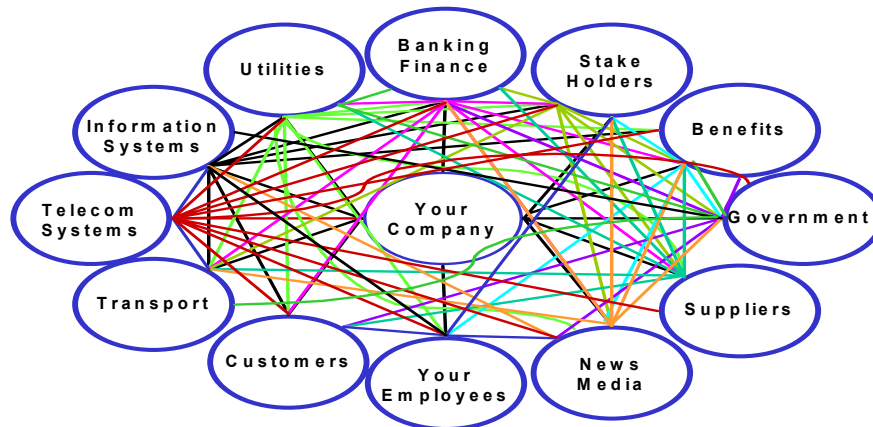 Banking
Finance
Stake
Holders
Utilities
Information
Systems
Benefits
Telecom
Systems
Your
Company
Government
Transport
Suppliers
Customers
Your
Employees
News
Media